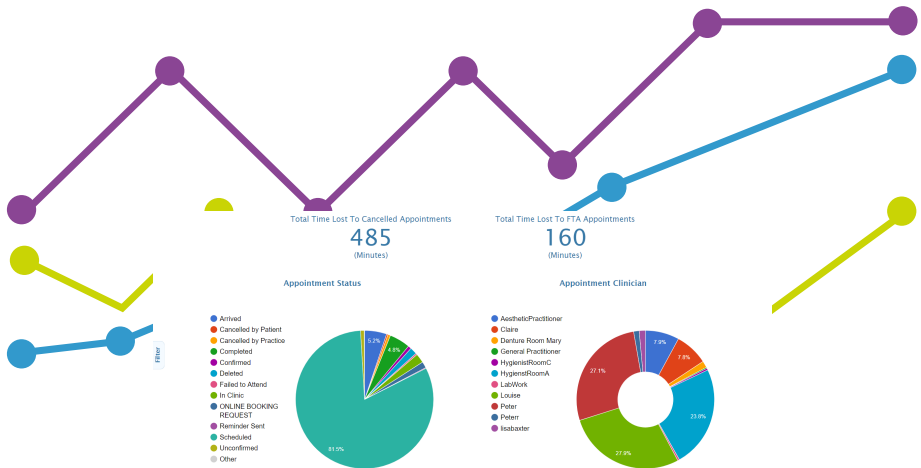 Total Time Lost To Cancelled Appointments
485
(Minutes)
Total Time Lost To FTA Appointments
160
(Minutes)
Filter
Appointment Status
Arrived
Cancelled by Patient
Cancelled by Practice
Completed
Confirmed
Deleted
Failed to Attend
In Clinic
ONLINE BOOKING
REQUEST
Reminder Sent
Scheduled
Unconfirmed
Other
5.2%
4.8%
81.5%
Appointment Clinician
AestheticPractitioner
Claire
Denture Room Mary
General Practitioner
HygienistRoomC
HygienstRoomA
LabWork
Louise
Peter
Peterr
lisabaxter
7.9%
7.8%
23.8%
27.9%
27.1%